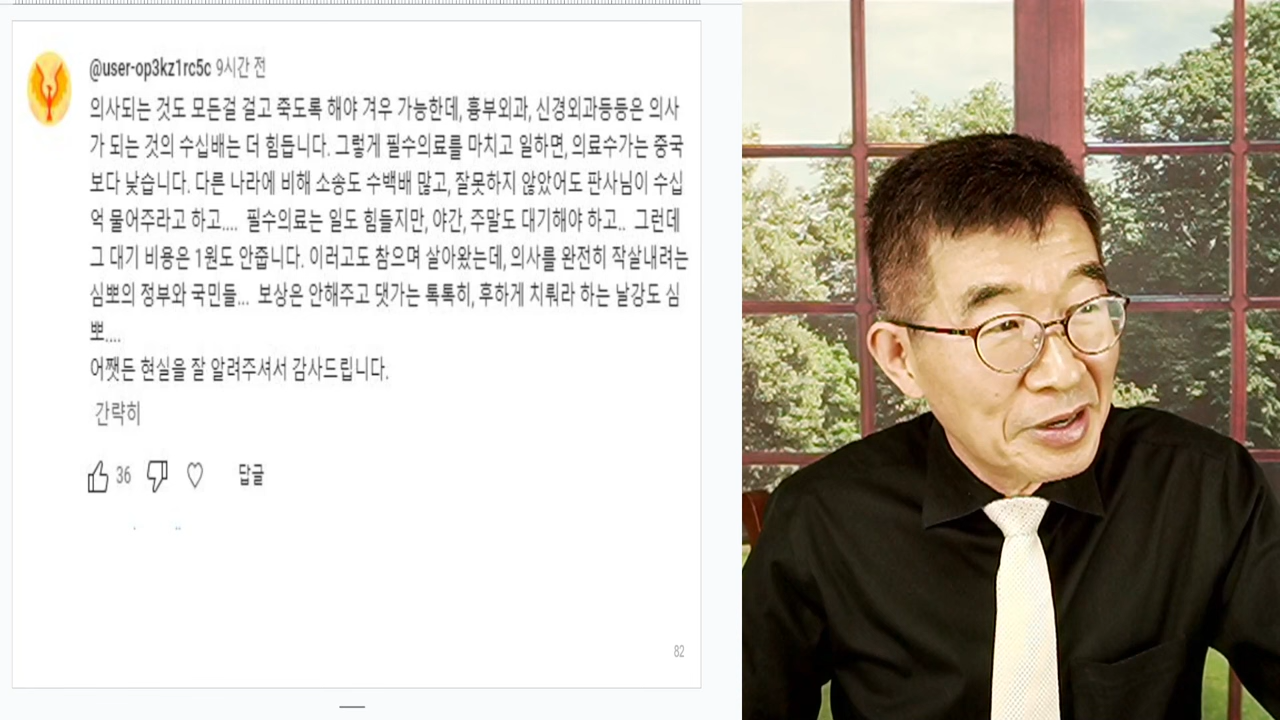 @user-op3kz1rc5c 9시간 전
의사되는 것도 모든걸 걸고 죽도록 해야 겨우 가능한데, 흉부외과, 신경외과등등은 의사
가 되는 것의 수십배는 더 힘듭니다. 그렇게 필수의료를 마치고 일하면, 의료수가는 중국
보다 낮습니다. 다른 나라에 비해 소송도 수백배 많고, 잘못하지 않았어도 판사님이 수십
억 물어주라고 하고.... 필수의료는 일도 힘들지만, 야간, 주말도 대기해야 하고.. 그런데
그 대기 비용은 1원도 안줍니다. 이러고도 참으며 살아왔는데, 의사를 완전히 작살내려는
심뽀의 정부와 국민들... 보상은 안해주고 댓가는 톡톡히, 후하게 치뤄라 하는 날강도 심
뽀....
어쨋든 현실을 잘 알려주셔서 감사드립니다.
간략히
36 답글
82